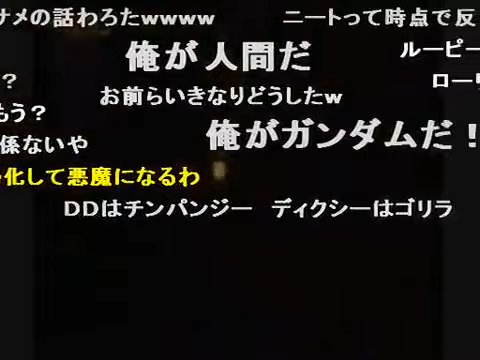 サメの話わろたwwww
ニートって時点で反
俺が人間だ
ルーピー
？
ローリ
お前らいきなりどうしたw
もう？
俺がガンダムだ！
係ないや
化して悪魔になるわ
DDはチンパンジー　ディクシーはゴリラ